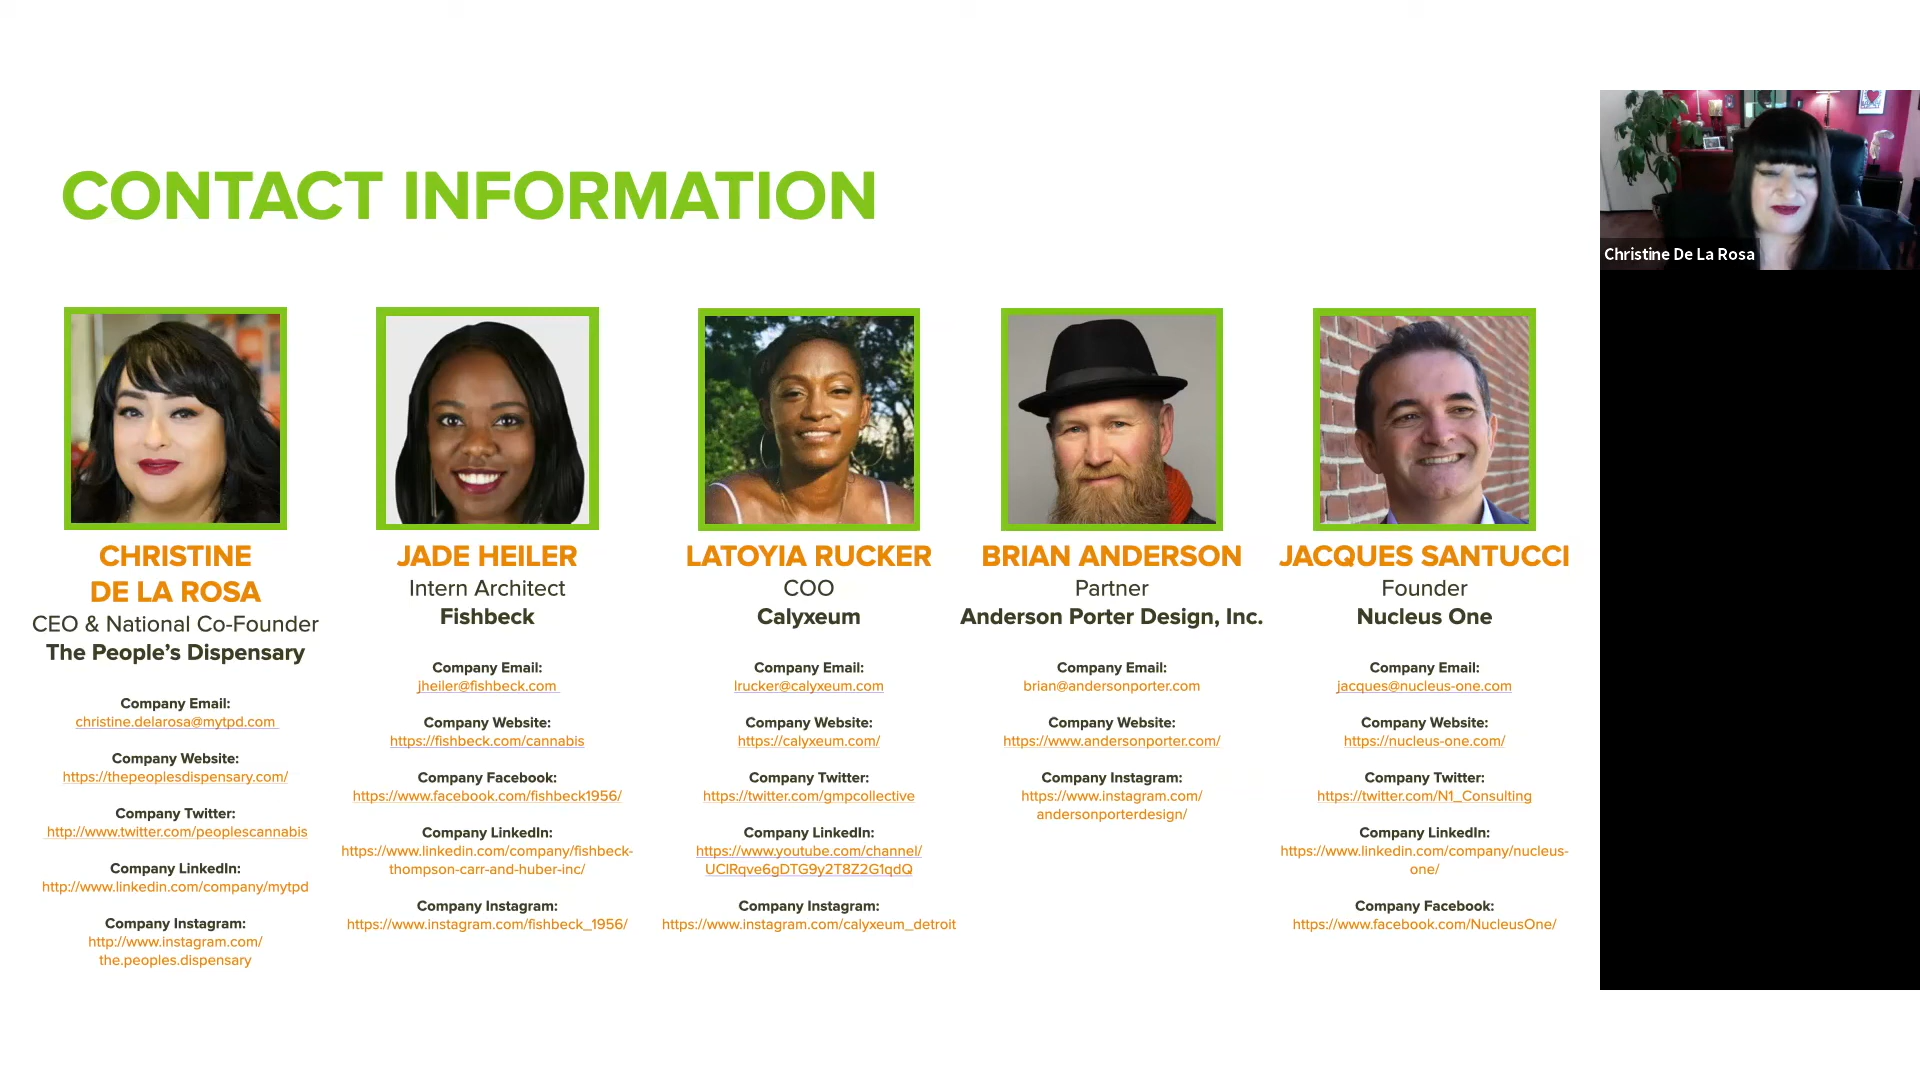 CONTACT INFORMATION
Christine De La Rosa
CHRISTINE
DE LA ROSA
CEO & National Co-Founder
The People’s Dispensary
Company Email:
christine.delarosa@mytpd.com
Company Website:
https://thepeoplesdispensary.com/
Company Twitter:
http://www.twitter.com/peoplescannabis
Company LinkedIn:
http://www.linkedin.com/company/mytpd
Company Instagram:
http://www.instagram.com/
the.peoples.dispensary
JADE HEILER
Intern Architect
Fishbeck
Company Email:
jheiler@fishbeck.com
Company Website:
https://fishbeck.com/cannabis
Company Facebook:
https://www.facebook.com/fishbeck1956/
Company LinkedIn:
https://www.linkedin.com/company/fishbeck-
thompson-carr-and-huber-inc/
Company Instagram:
https://www.instagram.com/fishbeck_1956/
LATOYIA RUCKER
COO
Calyxeum
Company Email:
lrucker@calyxeum.com
Company Website:
https://calyxeum.com/
Company Twitter:
https://twitter.com/gmpcollective
Company LinkedIn:
https://www.youtube.com/channel/
UClRqve6gDTG9y2T8Z2G1qdQ
Company Instagram:
https://www.instagram.com/calyxeum_detroit
BRIAN ANDERSON
Partner
Anderson Porter Design, Inc.
Company Email:
brian@andersonporter.com
Company Website:
https://www.andersonporter.com/
Company Instagram:
https://www.instagram.com/
andersonporterdesign/
JACQUES SANTUCCI
Founder
Nucleus One
Company Email:
jacques@nucleus-one.com
Company Website:
https://nucleus-one.com/
Company Twitter:
https://twitter.com/N1_Consulting
Company LinkedIn:
https://www.linkedin.com/company/nucleus-
one/
Company Facebook:
https://www.facebook.com/NucleusOne/